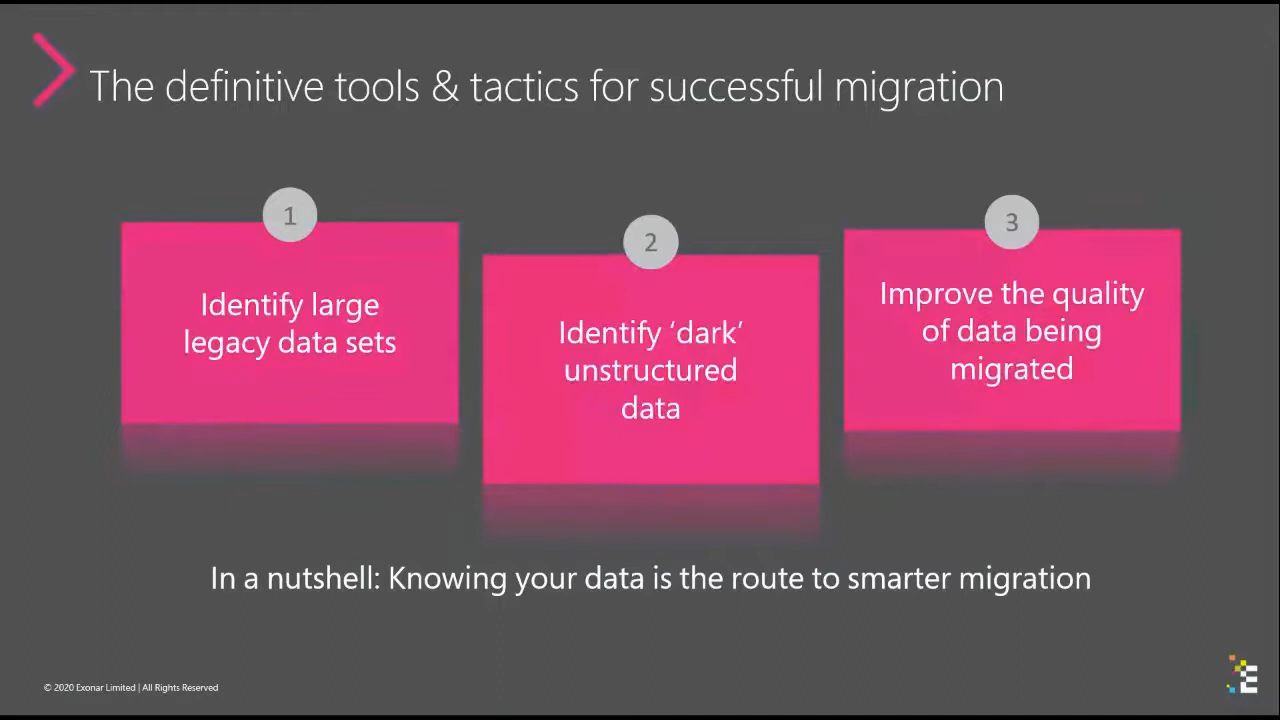 The definitive tools & tactics for successful migration
1
Identify large
legacy data sets
2
Identify ‘dark’
unstructured
data
3
Improve the quality
of data being
migrated
In a nutshell: Knowing your data is the route to smarter migration
© 2020 Exonar Limited | All Rights Reserved